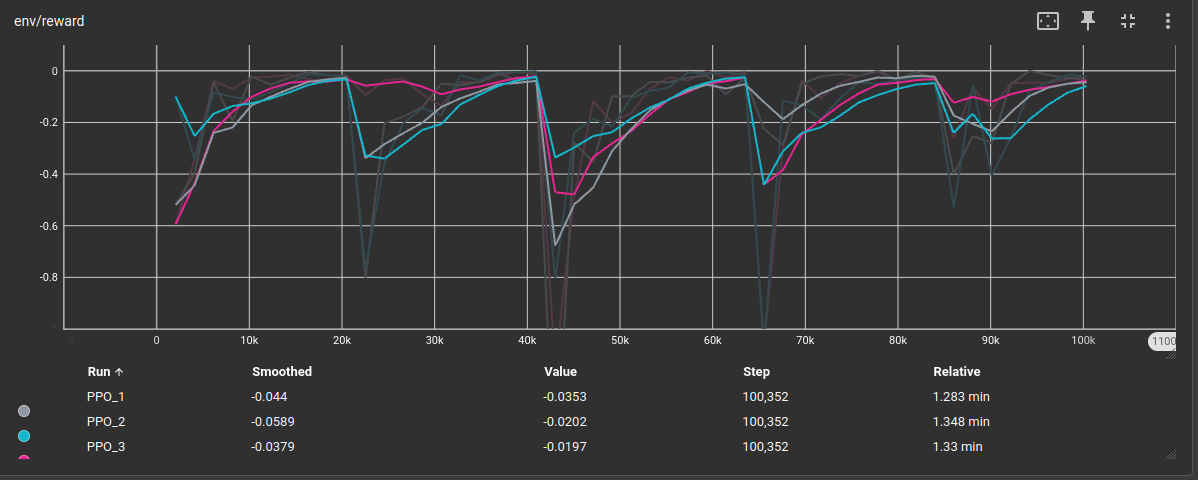 env/reward
0
-0.2
-0.4
-0.6
-0.8
0 10k 20k 30k 40k 50k 60k 70k 80k 90k 100k 1100
Run ↑ Smoothed Value Step Relative
PPO_1 -0.044 -0.0353 100,352 1.283 min
PPO_2 -0.0589 -0.0202 100,352 1.348 min
PPO_3 -0.0379 -0.0197 100,352 1.33 min